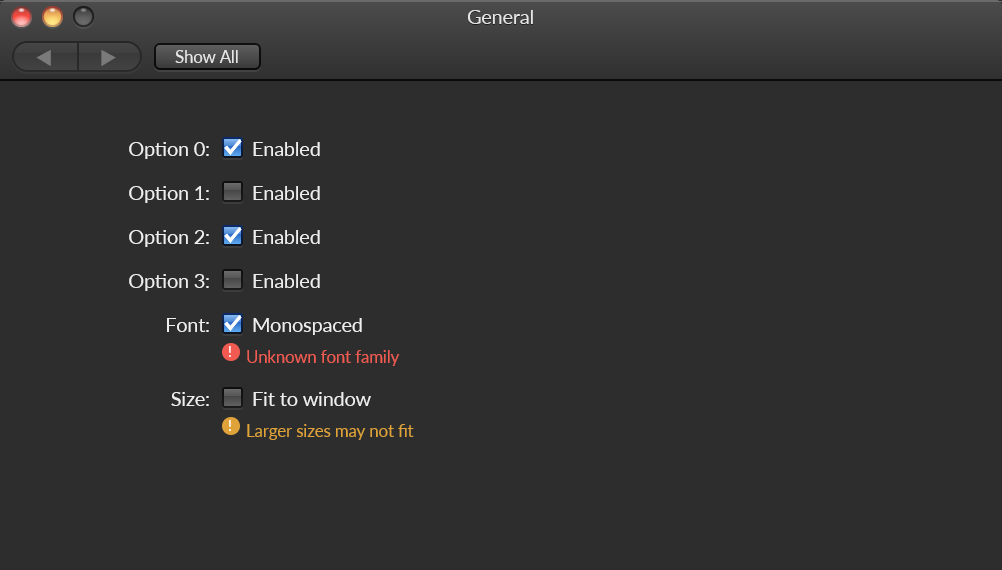 General
Show All
Option 0: Enabled
Option 1: Enabled
Option 2: Enabled
Option 3: Enabled
Font: Monospaced
Unknown font family
Size: Fit to window
Larger sizes may not fit